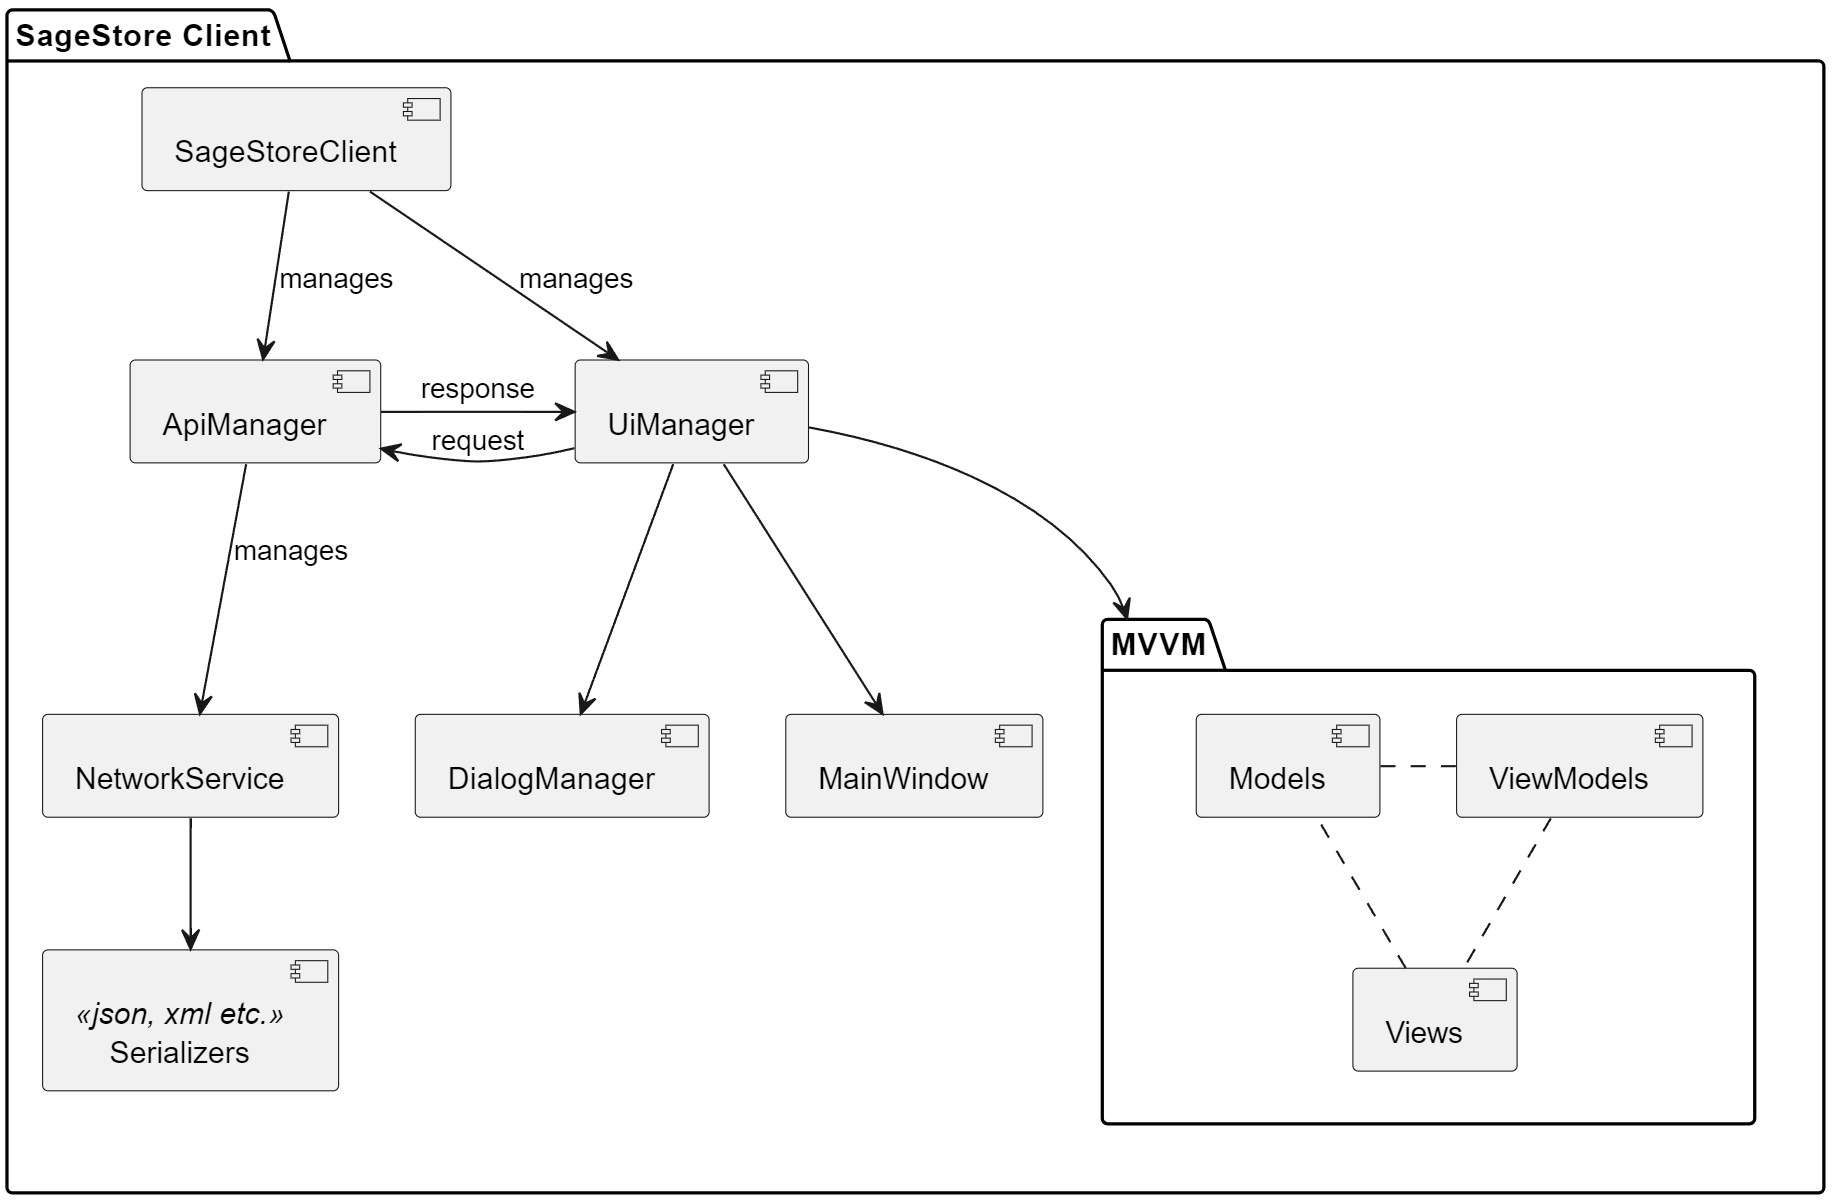 SageStore Client
SageStoreClient
manages
manages
ApiManager
response
request
UiManager
manages
MVVM
NetworkService
DialogManager
MainWindow
Models
ViewModels
«json, xml etc.»
Serializers
Views